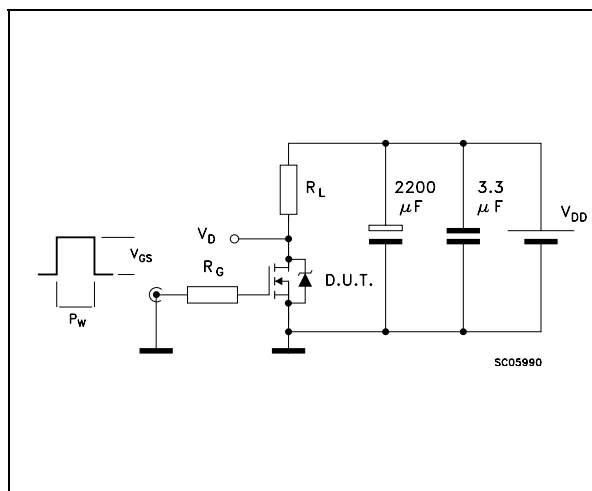 R_L
2200
μF
3.3
μF
V_DD
V_D
V_GS
R_G
D.U.T.
P_W
SC05990